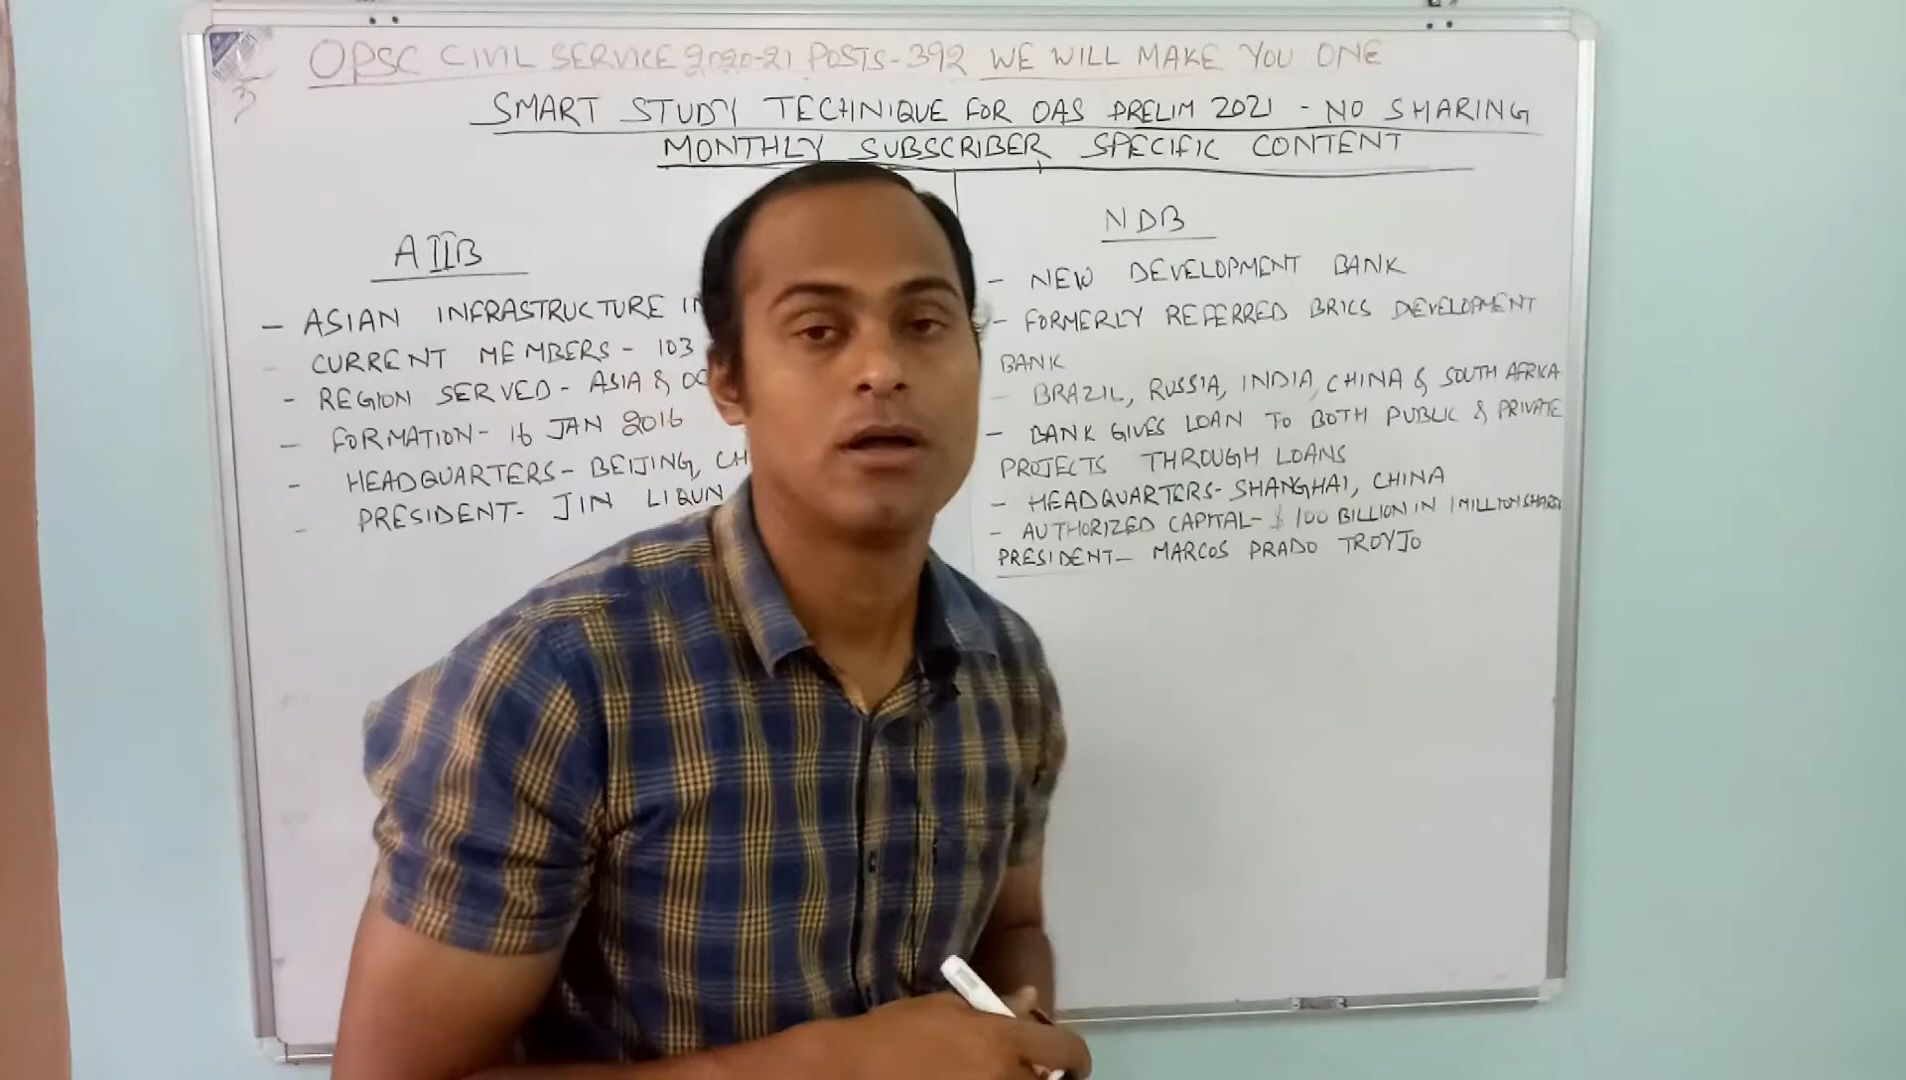 OPSC CIVIL SERVICE 2020-21 POSTS-392 WE WILL MAKE YOU ONE
SMART STUDY TECHNIQUE FOR OAS PRELIM 2021 - NO SHARING
MONTHLY SUBSCRIBER SPECIFIC CONTENT
AIIB
- ASIAN INFRASTRUCTURE
- CURRENT MEMBERS - 103
- REGION SERVED - ASIA &
- FORMATION - 16 JAN 2016
- HEADQUARTERS - BEIJING,
- PRESIDENT - JIN LIQUN
NDB
- NEW DEVELOPMENT BANK
- FORMERLY REFERRED BRICS DEVELOPMENT
BANK
- BRAZIL, RUSSIA, INDIA, CHINA & SOUTH AFRIKA
- BANK GIVES LOAN TO BOTH PUBLIC & PRIVATE
PROJECTS THROUGH LOANS
- HEADQUARTERS - SHANGHAI, CHINA
- AUTHORIZED CAPITAL - $ 100 BILLION IN 1 MILLION SHARES
PRESIDENT - MARCOS PRADO TROYJO